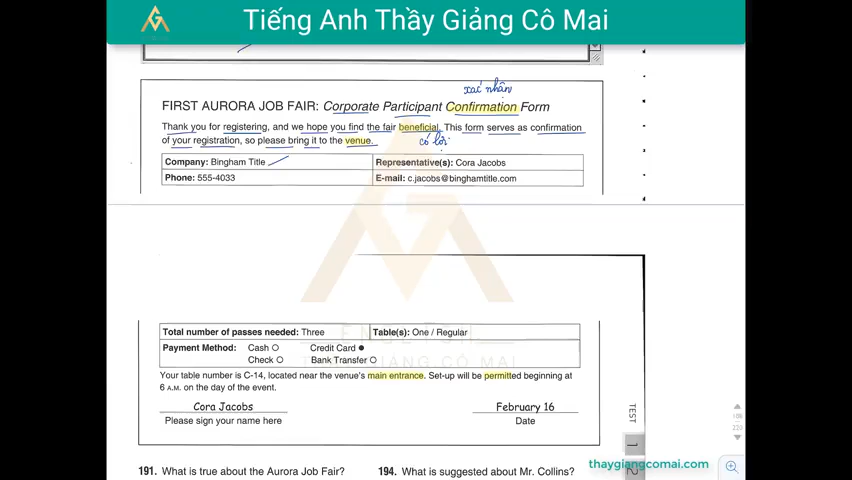 Tiếng Anh Thầy Giảng Cô Mai
xác nhận
FIRST AURORA JOB FAIR: Corporate Participant Confirmation Form
Thank you for registering, and we hope you find the fair beneficial. This form serves as confirmation
of your registration, so please bring it to the venue.
có lợi
Company: Bingham Title Representative(s): Cora Jacobs
Phone: 555-4033 E-mail: c.jacobs@binghamtitle.com
Total number of passes needed: Three Table(s): One / Regular
Payment Method: Cash Credit Card
Check Bank Transfer
GIẢNG CÔ MAI
Your table number is C-14, located near the venue's main entrance. Set-up will be permitted beginning at
6 A.M. on the day of the event.
Cora Jacobs February 16
Please sign your name here Date
TEST
1
2
191. What is true about the Aurora Job Fair? 194. What is suggested about Mr. Collins?
thaygiangcomai.com